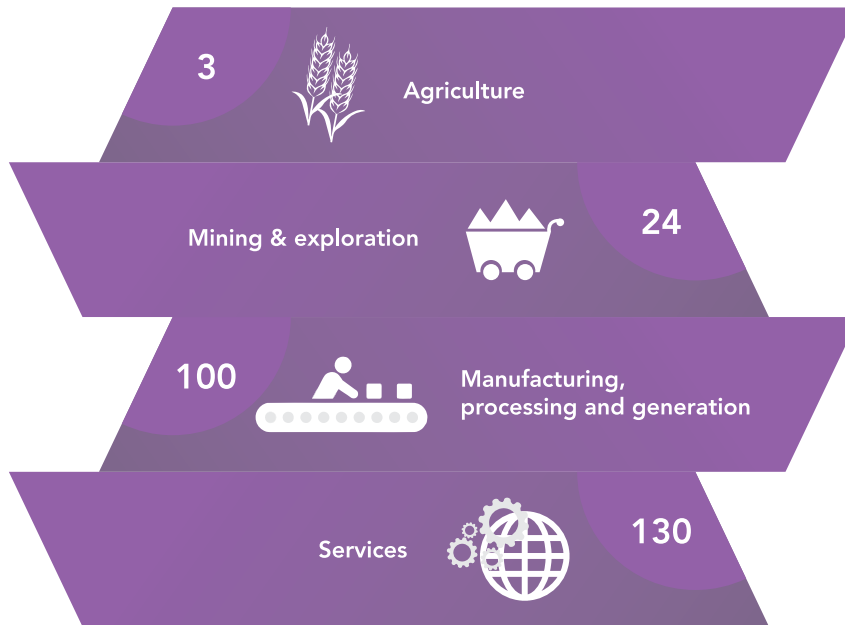 3
Agriculture
Mining & exploration
24
100
Manufacturing,
processing and generation
Services
130